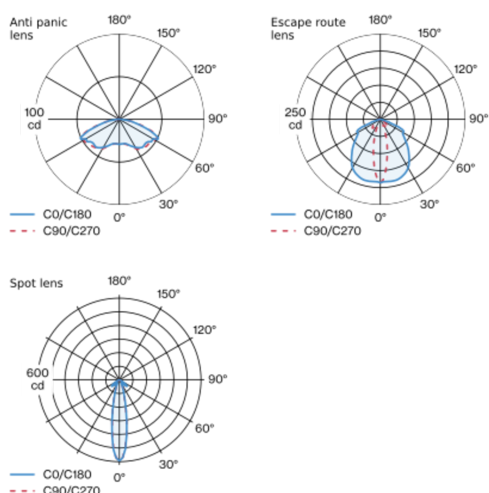 Anti panic
lens
180°
150°
120°
90°
60°
30°
0°
100
cd
C0/C180
C90/C270
Escape route
lens
180°
150°
120°
90°
60°
30°
0°
250
cd
C0/C180
C90/C270
Spot lens
180°
150°
120°
90°
60°
30°
0°
600
cd
C0/C180
C90/C270